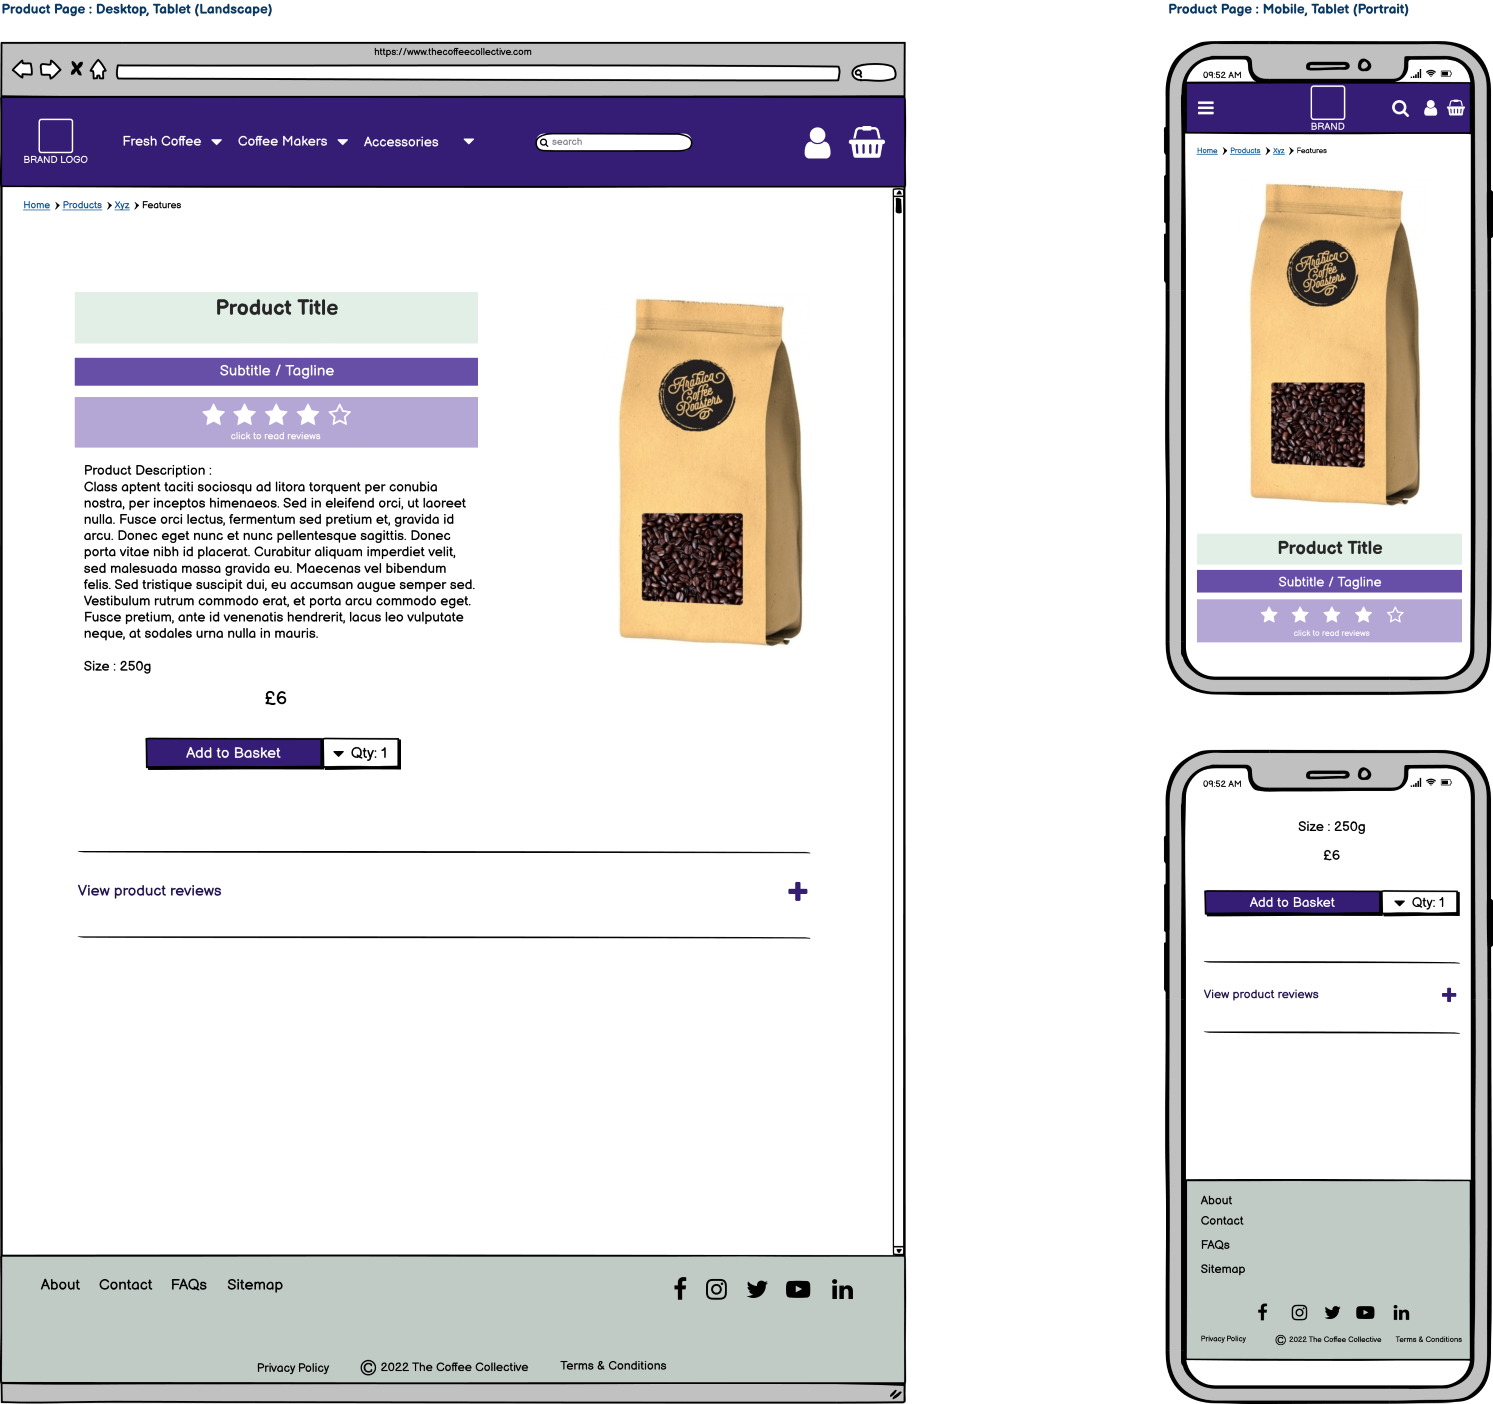 Product Page : Desktop, Tablet (Landscape)
https://www.thecoffeecollective.com
BRAND LOGO
Fresh Coffee
Coffee Makers
Accessories
search
Home Products Xyz Features
Product Title
Subtitle / Tagline
click to read reviews
Product Description :
Class aptent taciti sociosqu ad litora torquent per conubia
nostra, per inceptos himenaeos. Sed in eleifend orci, ut laoreet
nulla. Fusce orci lectus, fermentum sed pretium et, gravida id
arcu. Donec eget nunc et nunc pellentesque sagittis. Donec
porta vitae nibh id placerat. Curabitur aliquam imperdiet velit,
sed malesuada massa gravida eu. Maecenas vel bibendum
felis. Sed tristique suscipit dui, eu accumsan augue semper sed.
Vestibulum rutrum commodo erat, et porta arcu commodo eget.
Fusce pretium, ante id venenatis hendrerit, lacus leo vulputate
neque, at sodales urna nulla in mauris.
Size : 250g
£6
Add to Basket
Qty: 1
Arabica
Coffee
Roasters
View product reviews
About Contact FAQs Sitemap
Privacy Policy
© 2022 The Coffee Collective
Terms & Conditions
Product Page : Mobile, Tablet (Portrait)
09:52 AM
BRAND
Home Products Xyz Features
Arabica
Coffee
Roasters
Product Title
Subtitle / Tagline
click to read reviews
09:52 AM
Size : 250g
£6
Add to Basket
Qty: 1
View product reviews
About
Contact
FAQs
Sitemap
Privacy Policy
© 2022 The Coffee Collective
Terms & Conditions